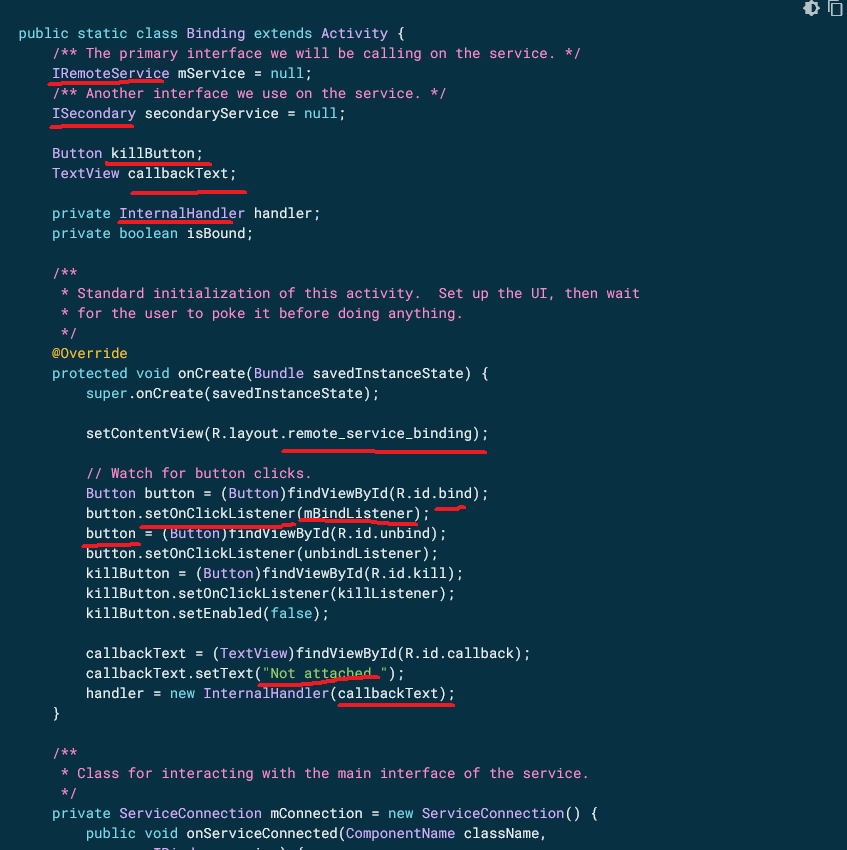 public static class Binding extends Activity {
/** The primary interface we will be calling on the service. */
IRemoteService mService = null;
/** Another interface we use on the service. */
ISecondary secondaryService = null;
Button killButton;
TextView callbackText;
private InternalHandler handler;
private boolean isBound;
/**
* Standard initialization of this activity.  Set up the UI, then wait
* for the user to poke it before doing anything.
*/
@Override
protected void onCreate(Bundle savedInstanceState) {
super.onCreate(savedInstanceState);
setContentView(R.layout.remote_service_binding);
// Watch for button clicks.
Button button = (Button)findViewById(R.id.bind);
button.setOnClickListener(mBindListener);
button = (Button)findViewById(R.id.unbind);
button.setOnClickListener(unbindListener);
killButton = (Button)findViewById(R.id.kill);
killButton.setOnClickListener(killListener);
killButton.setEnabled(false);
callbackText = (TextView)findViewById(R.id.callback);
callbackText.setText("Not attached.");
handler = new InternalHandler(callbackText);
}
/**
* Class for interacting with the main interface of the service.
*/
private ServiceConnection mConnection = new ServiceConnection() {
public void onServiceConnected(ComponentName className,